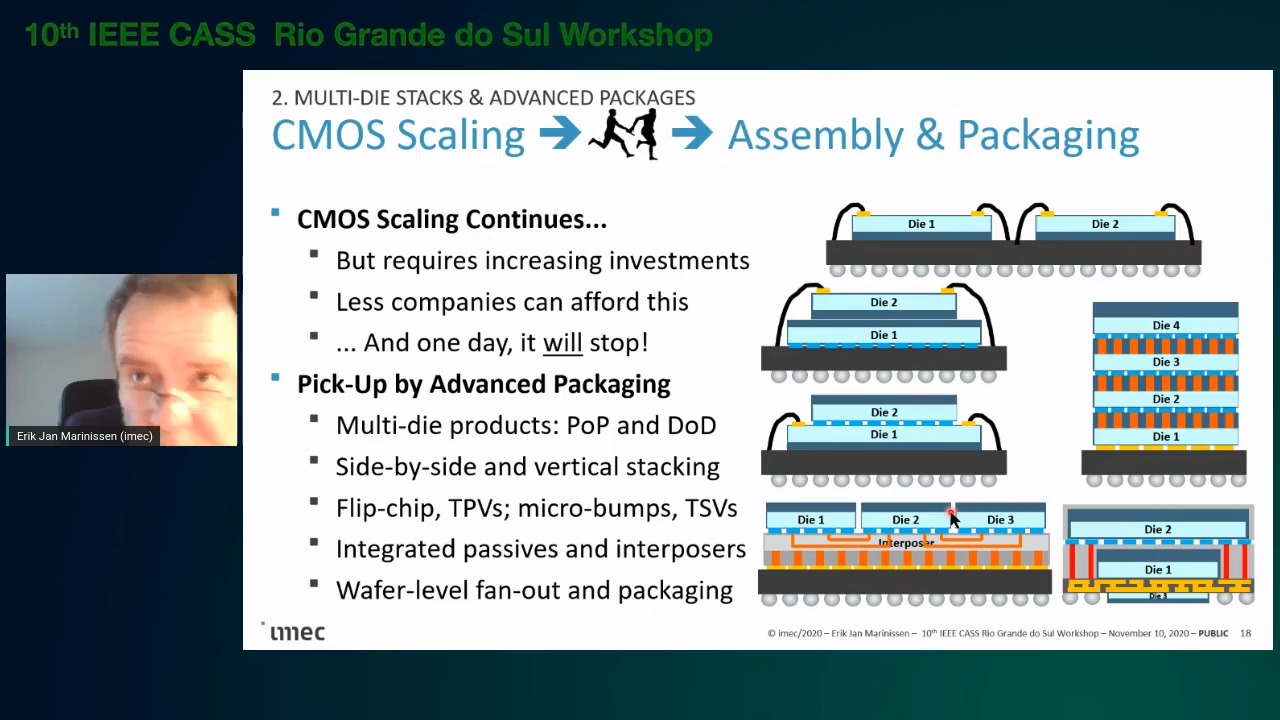 10th IEEE CASS Rio Grande do Sul Workshop
2. MULTI-DIE STACKS & ADVANCED PACKAGES
CMOS Scaling
Assembly & Packaging
CMOS Scaling Continues...
But requires increasing investments
Less companies can afford this
... And one day, it will stop!
Pick-Up by Advanced Packaging
Multi-die products: PoP and DoD
Side-by-side and vertical stacking
Flip-chip, TPVs; micro-bumps, TSVs
Integrated passives and interposers
Wafer-level fan-out and packaging
Die 1
Die 2
Die 2
Die 1
Die 4
Die 3
Die 2
Die 1
Die 2
Die 1
Die 1
Die 2
Die 3
Interposer
Die 2
Die 1
Die 3
Erik Jan Marinissen (imec)
imec
© imec/2020 – Erik Jan Marinissen – 10th IEEE CASS Rio Grande do Sul Workshop – November 10, 2020 – PUBLIC 18